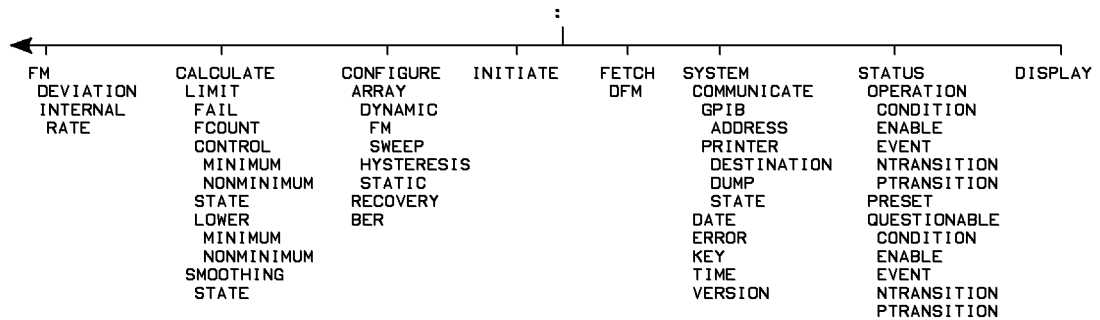 :
FM
DEVIATION
INTERNAL
RATE
CALCULATE
LIMIT
FAIL
FCOUNT
CONTROL
MINIMUM
NONMINIMUM
STATE
LOWER
MINIMUM
NONMINIMUM
SMOOTHING
STATE
CONFIGURE
ARRAY
DYNAMIC
FM
SWEEP
HYSTERESIS
STATIC
RECOVERY
BER
INITIATE
FETCH
DFM
SYSTEM
COMMUNICATE
GPIB
ADDRESS
PRINTER
DESTINATION
DUMP
STATE
DATE
ERROR
KEY
TIME
VERSION
STATUS
OPERATION
CONDITION
ENABLE
EVENT
NTRANSITION
PTRANSITION
PRESET
QUESTIONABLE
CONDITION
ENABLE
EVENT
NTRANSITION
PTRANSITION
DISPLAY